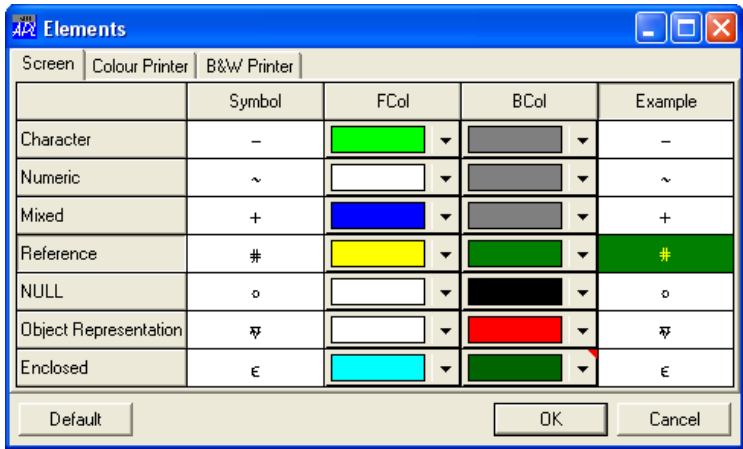 APL Elements
Screen Colour Printer B&W Printer
Symbol FCol BCol Example
Character – –
Numeric ~ ~
Mixed + +
Reference # #
NULL ∘ ∘
Object Representation ⍫ ⍫
Enclosed ∊ ∊
Default OK Cancel